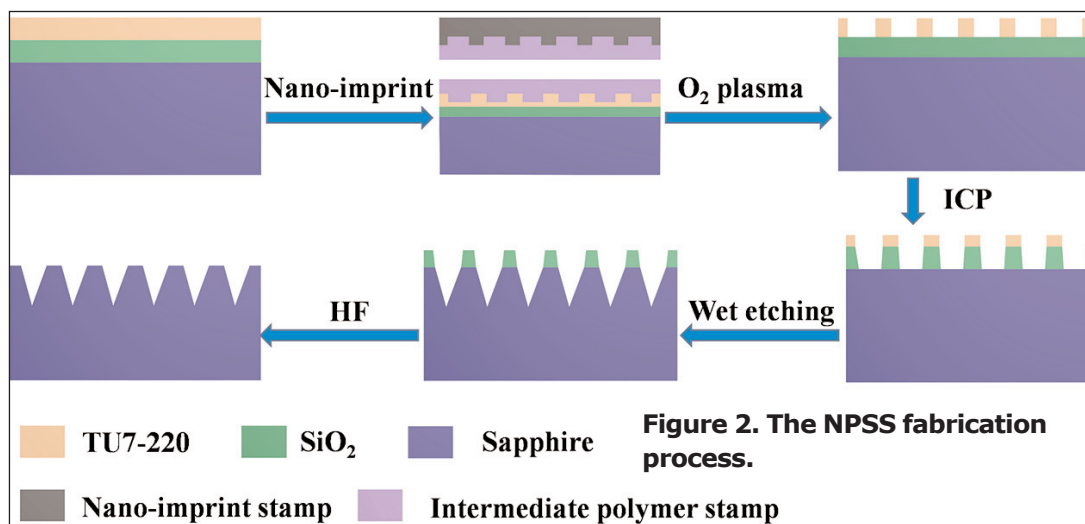 Nano-imprint
O₂ plasma
ICP
Wet etching
HF
TU7-220
SiO₂
Sapphire
Figure 2. The NPSS fabrication
process.
Nano-imprint stamp
Intermediate polymer stamp